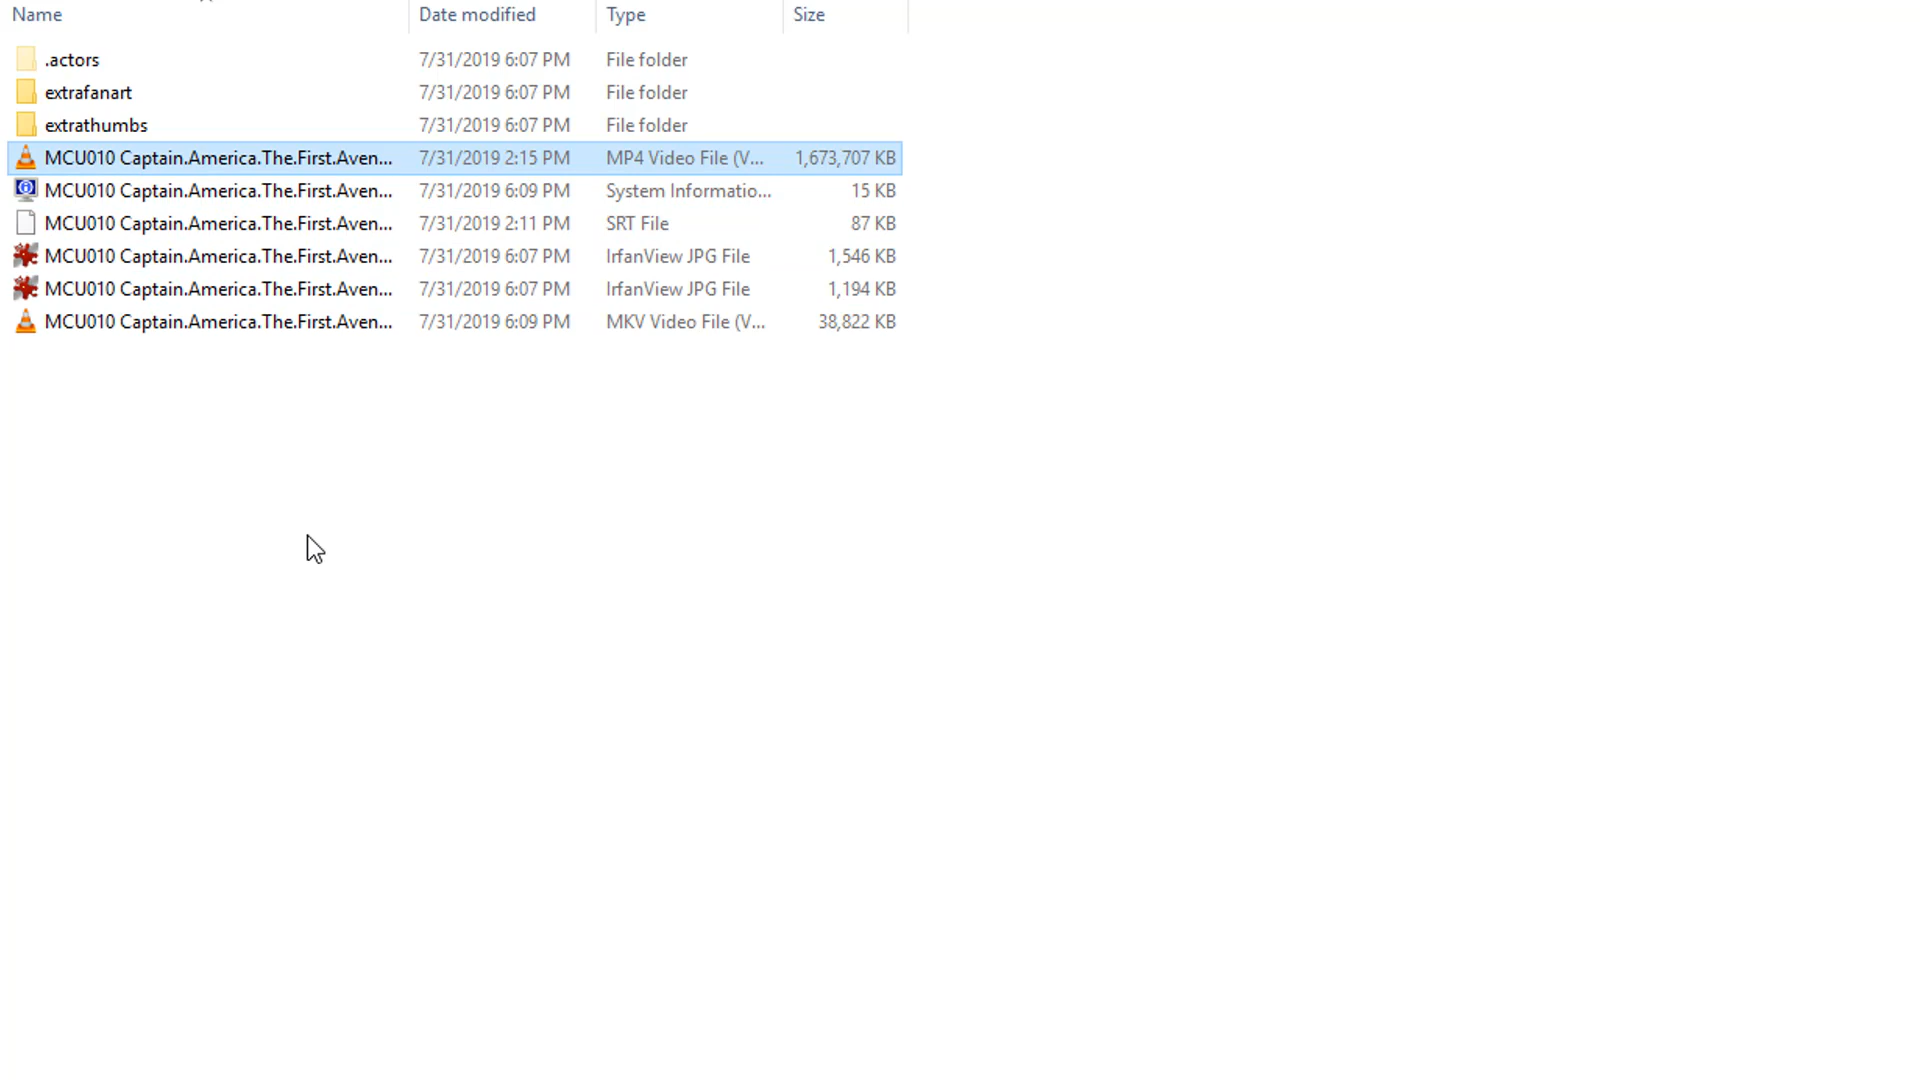 Name Date modified Type Size
.actors 7/31/2019 6:07 PM File folder
extrafanart 7/31/2019 6:07 PM File folder
extrathumbs 7/31/2019 6:07 PM File folder
MCU010 Captain.America.The.First.Aven... 7/31/2019 2:15 PM MP4 Video File (V... 1,673,707 KB
MCU010 Captain.America.The.First.Aven... 7/31/2019 6:09 PM System Informatio... 15 KB
MCU010 Captain.America.The.First.Aven... 7/31/2019 2:11 PM SRT File 87 KB
MCU010 Captain.America.The.First.Aven... 7/31/2019 6:07 PM IrfanView JPG File 1,546 KB
MCU010 Captain.America.The.First.Aven... 7/31/2019 6:07 PM IrfanView JPG File 1,194 KB
MCU010 Captain.America.The.First.Aven... 7/31/2019 6:09 PM MKV Video File (V... 38,822 KB